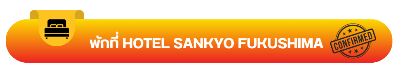 พักที่ HOTEL SANKYO FUKUSHIMA
CONFIRMED